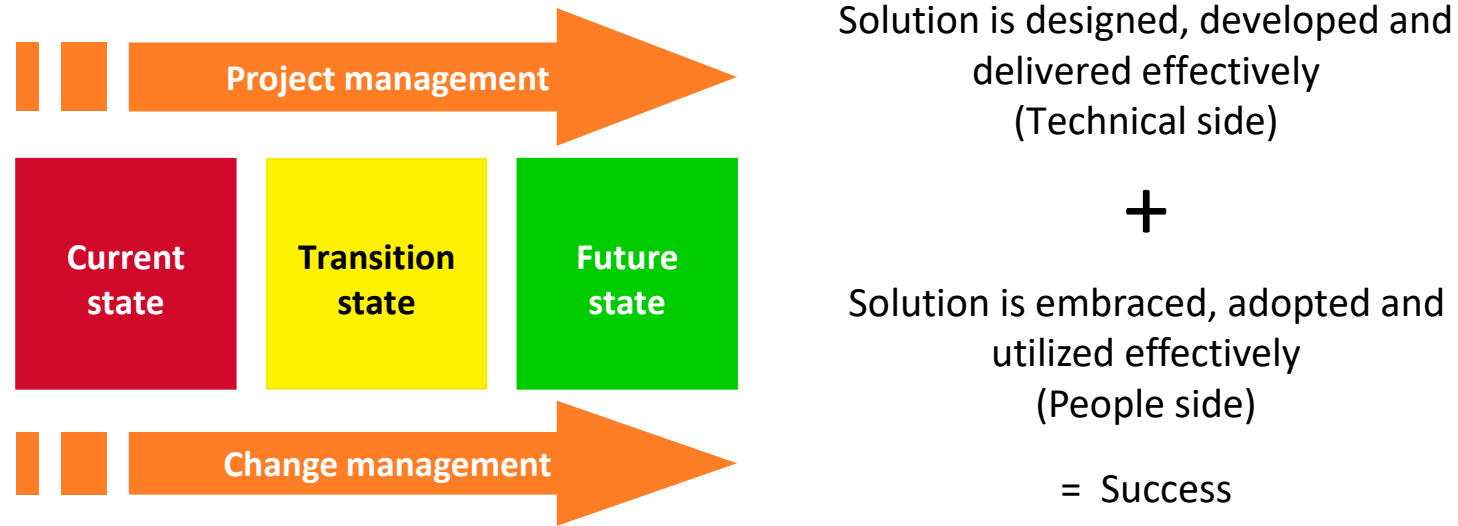 Project management
Current
state
Transition
state
Future
state
Change management
Solution is designed, developed and
delivered effectively
(Technical side)
+
Solution is embraced, adopted and
utilized effectively
(People side)
= Success